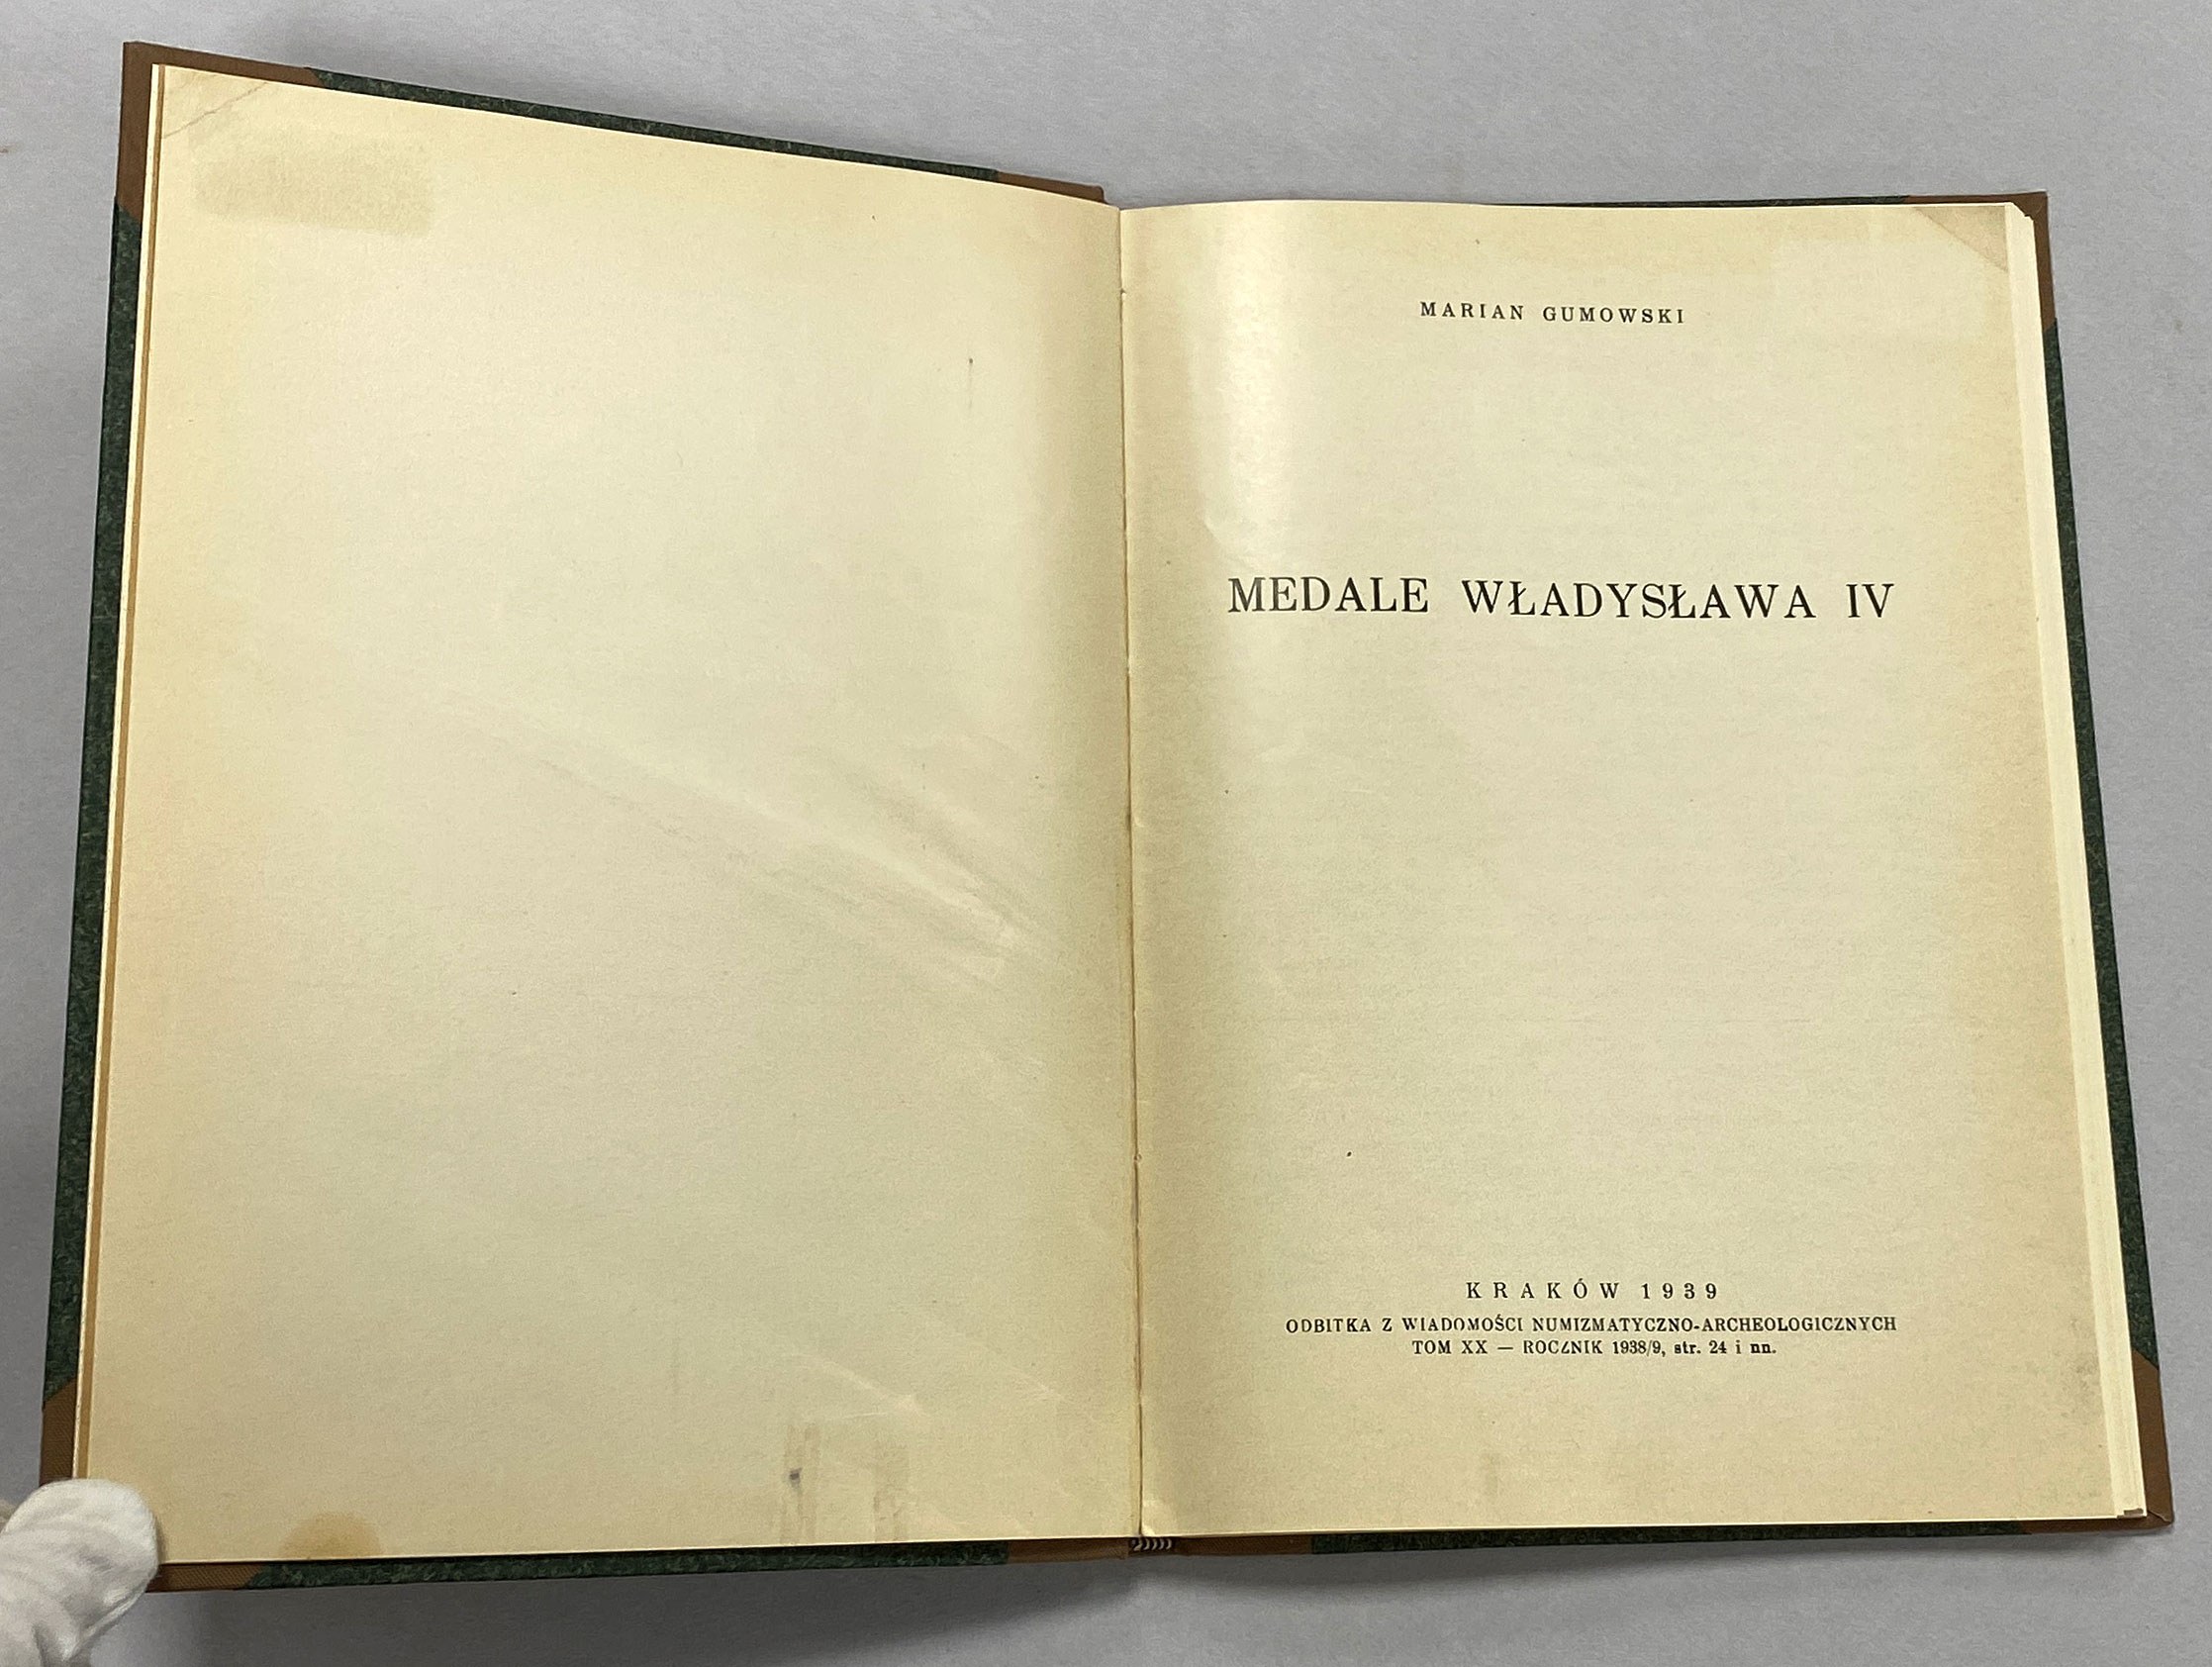 MARIAN GUMOWSKI
MEDALE WŁADYSŁAWA IV
KRAKÓW 1939
ODBITKA Z WIADOMOŚCI NUMIZMATYCZNO-ARCHEOLOGICZNYCH
TOM XX — ROCZNIK 1938/9, str. 24 i nn.